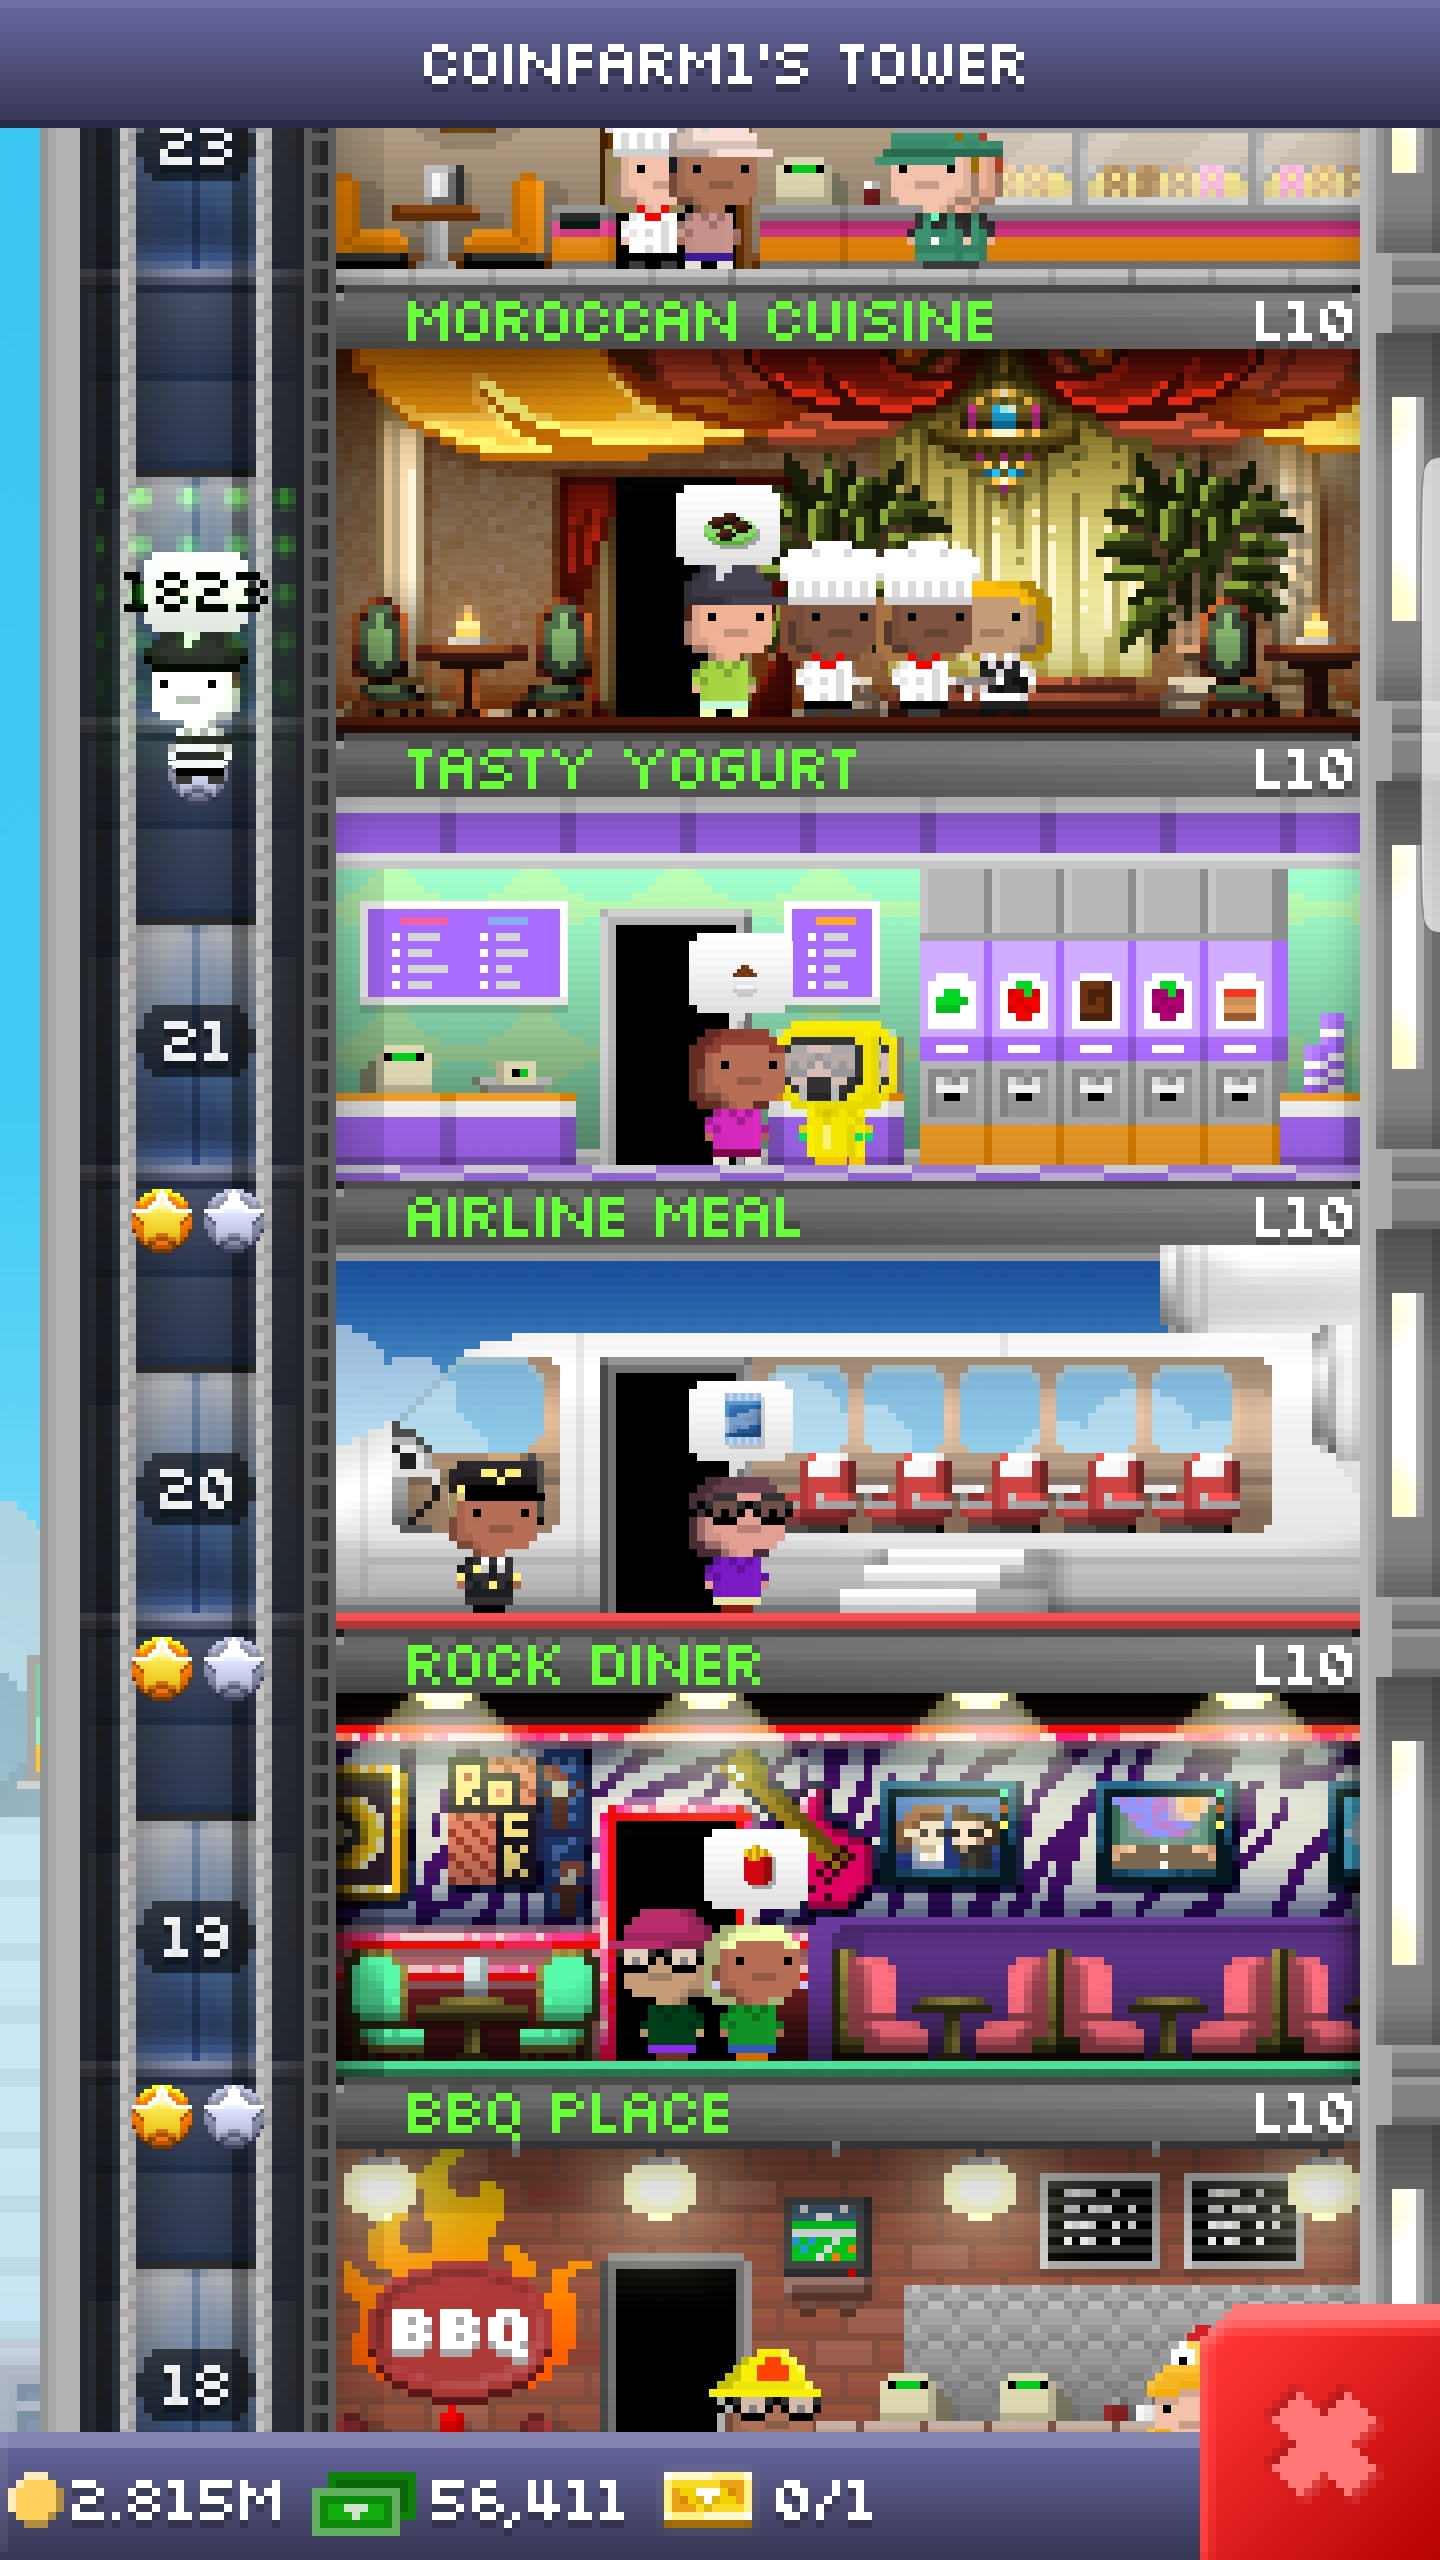 COINFARM1'S TOWER
23
MOROCCAN CUISINE L10
1823
TASTY YOGURT L10
21
AIRLINE MEAL L10
20
ROCK DINER L10
ROCK
19
BBQ PLACE L10
BBQ
18
2.815M 56,411 0/1